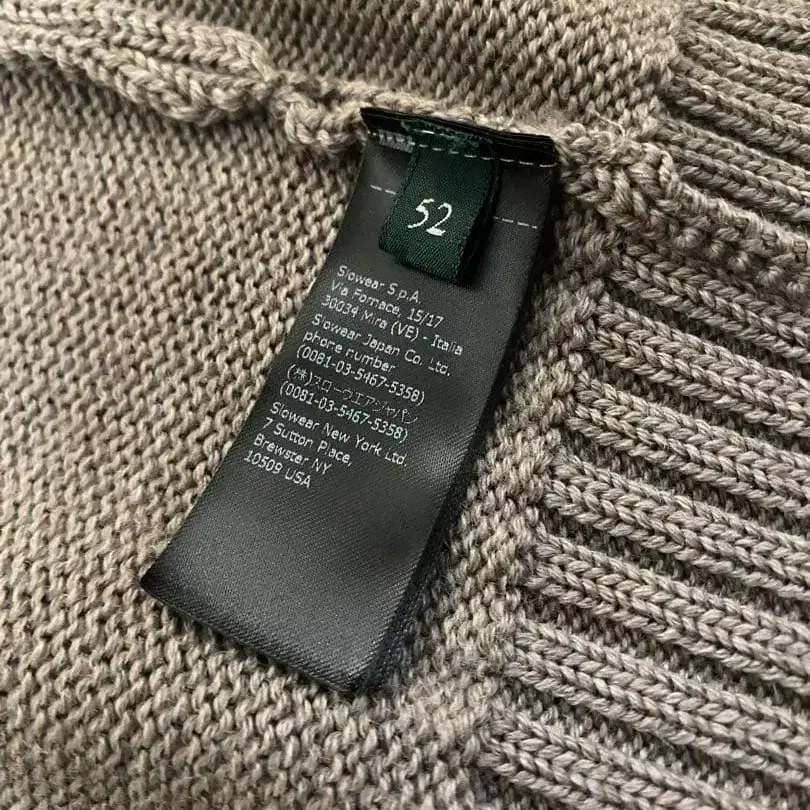 52
Slowear S.p.A.
Via Fornace, 15/17
30034 Mira (VE) - Italia
Slowear Japan Co. Ltd.
phone number
(0081-03-5467-5358)
(株)スローウエアジャパン
(0081-03-5467-5358)
Slowear New York Ltd.
7 Sutton Place,
Brewster NY
10509 USA